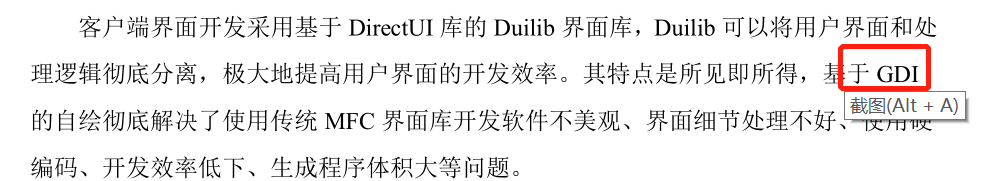 客户端界面开发采用基于 DirectUI 库的 Duilib 界面库，Duilib 可以将用户界面和处
理逻辑彻底分离，极大地提高用户界面的开发效率。其特点是所见即所得，基于 GDI
截图(Alt + A)
的自绘彻底解决了使用传统 MFC 界面库开发软件不美观、界面细节处理不好、使用硬
编码、开发效率低下、生成程序体积大等问题。